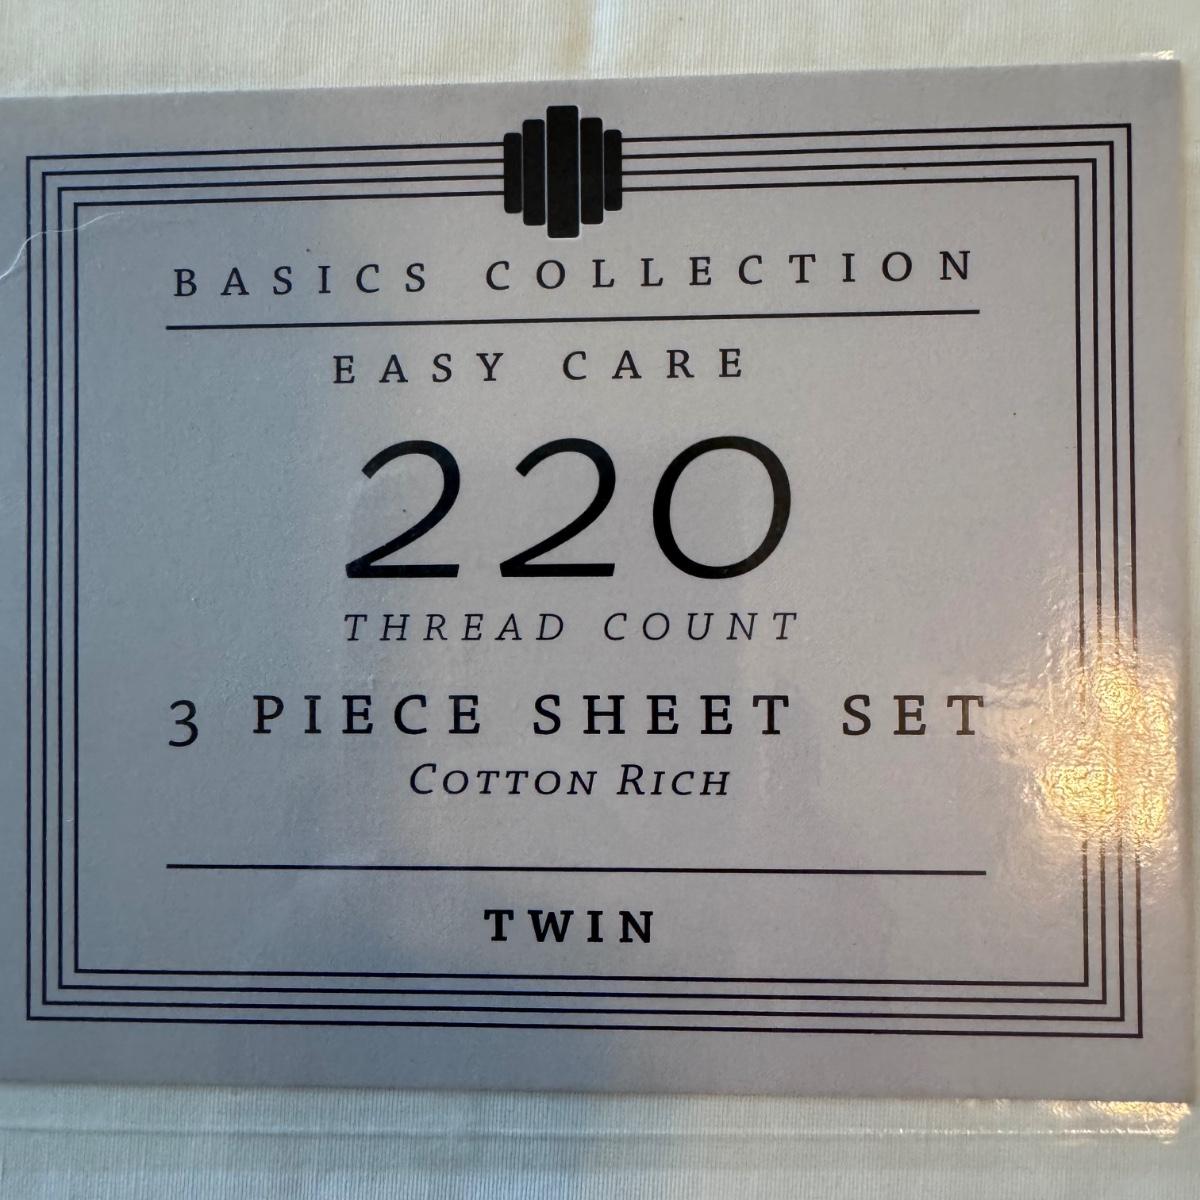 BASICS COLLECTION
EASY CARE
220
THREAD COUNT
3 PIECE SHEET SET
COTTON RICH
TWIN